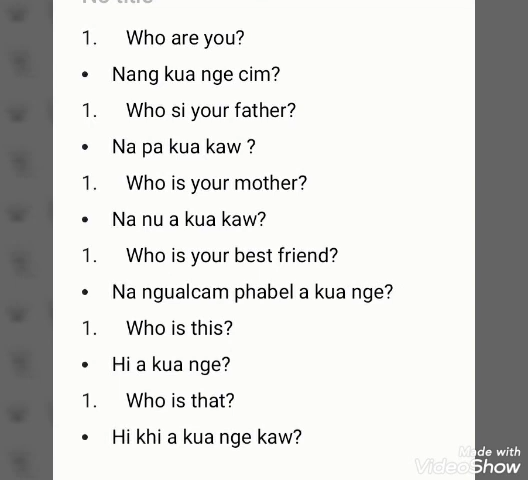 No title
1. Who are you?
• Nang kua nge cim?
1. Who si your father?
• Na pa kua kaw ?
1. Who is your mother?
• Na nu a kua kaw?
1. Who is your best friend?
• Na ngualcam phabel a kua nge?
1. Who is this?
• Hi a kua nge?
1. Who is that?
• Hi khi a kua nge kaw?
Made with
VideoShow